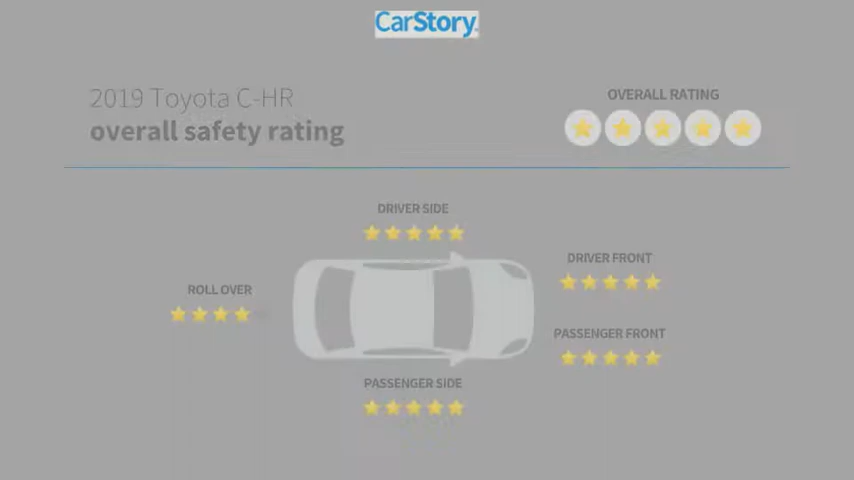 CarStory
2019 Toyota C-HR
overall safety rating
OVERALL RATING
DRIVER SIDE
DRIVER FRONT
ROLL OVER
PASSENGER FRONT
PASSENGER SIDE